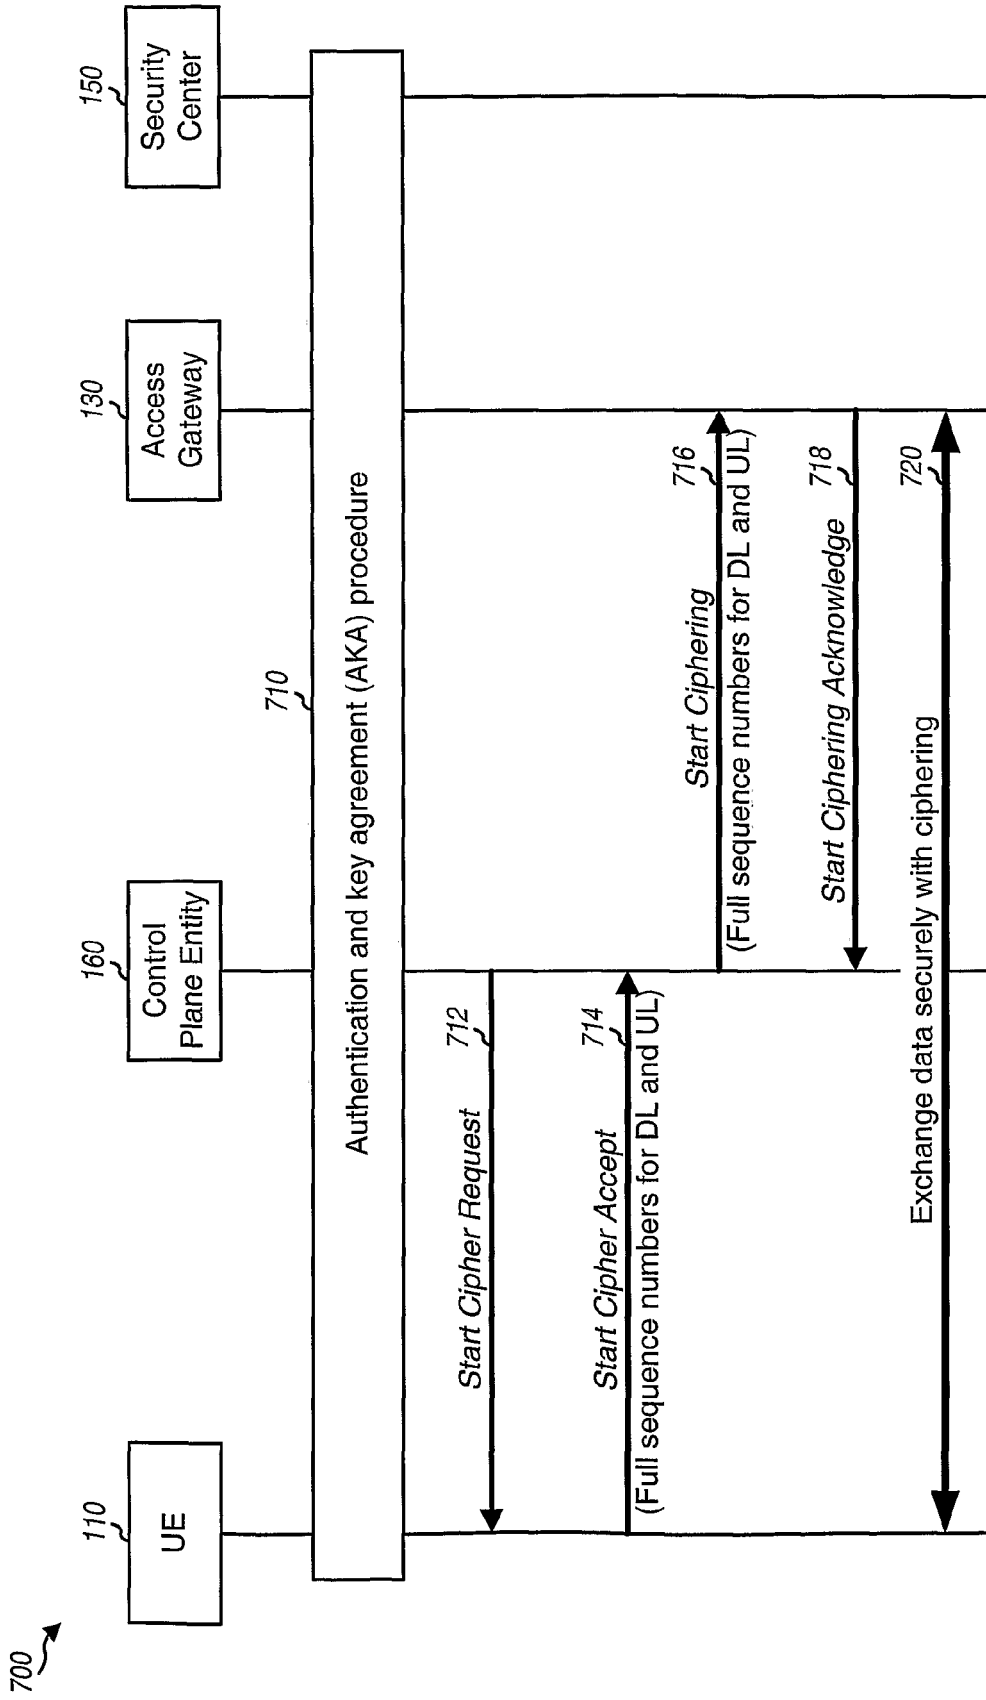 700
110
UE
160
Control
Plane Entity
130
Access
Gateway
150
Security
Center
710
Authentication and key agreement (AKA) procedure
Start Cipher Request
712
Start Cipher Accept
714
(Full sequence numbers for DL and UL)
Start Ciphering
716
(Full sequence numbers for DL and UL)
Start Ciphering Acknowledge
718
Exchange data securely with ciphering
720